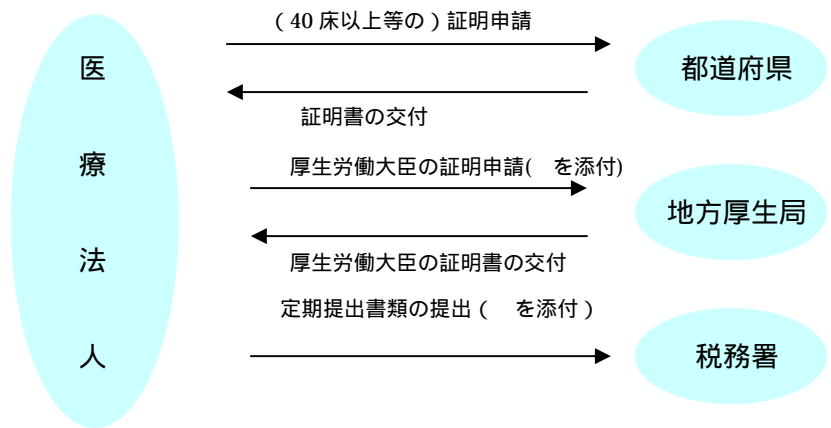 (40床以上等の)証明申請
都道府県
証明書の交付
厚生労働大臣の証明申請(　を添付)
地方厚生局
厚生労働大臣の証明書の交付
定期提出書類の提出(　を添付)
税務署
医
療
法
人